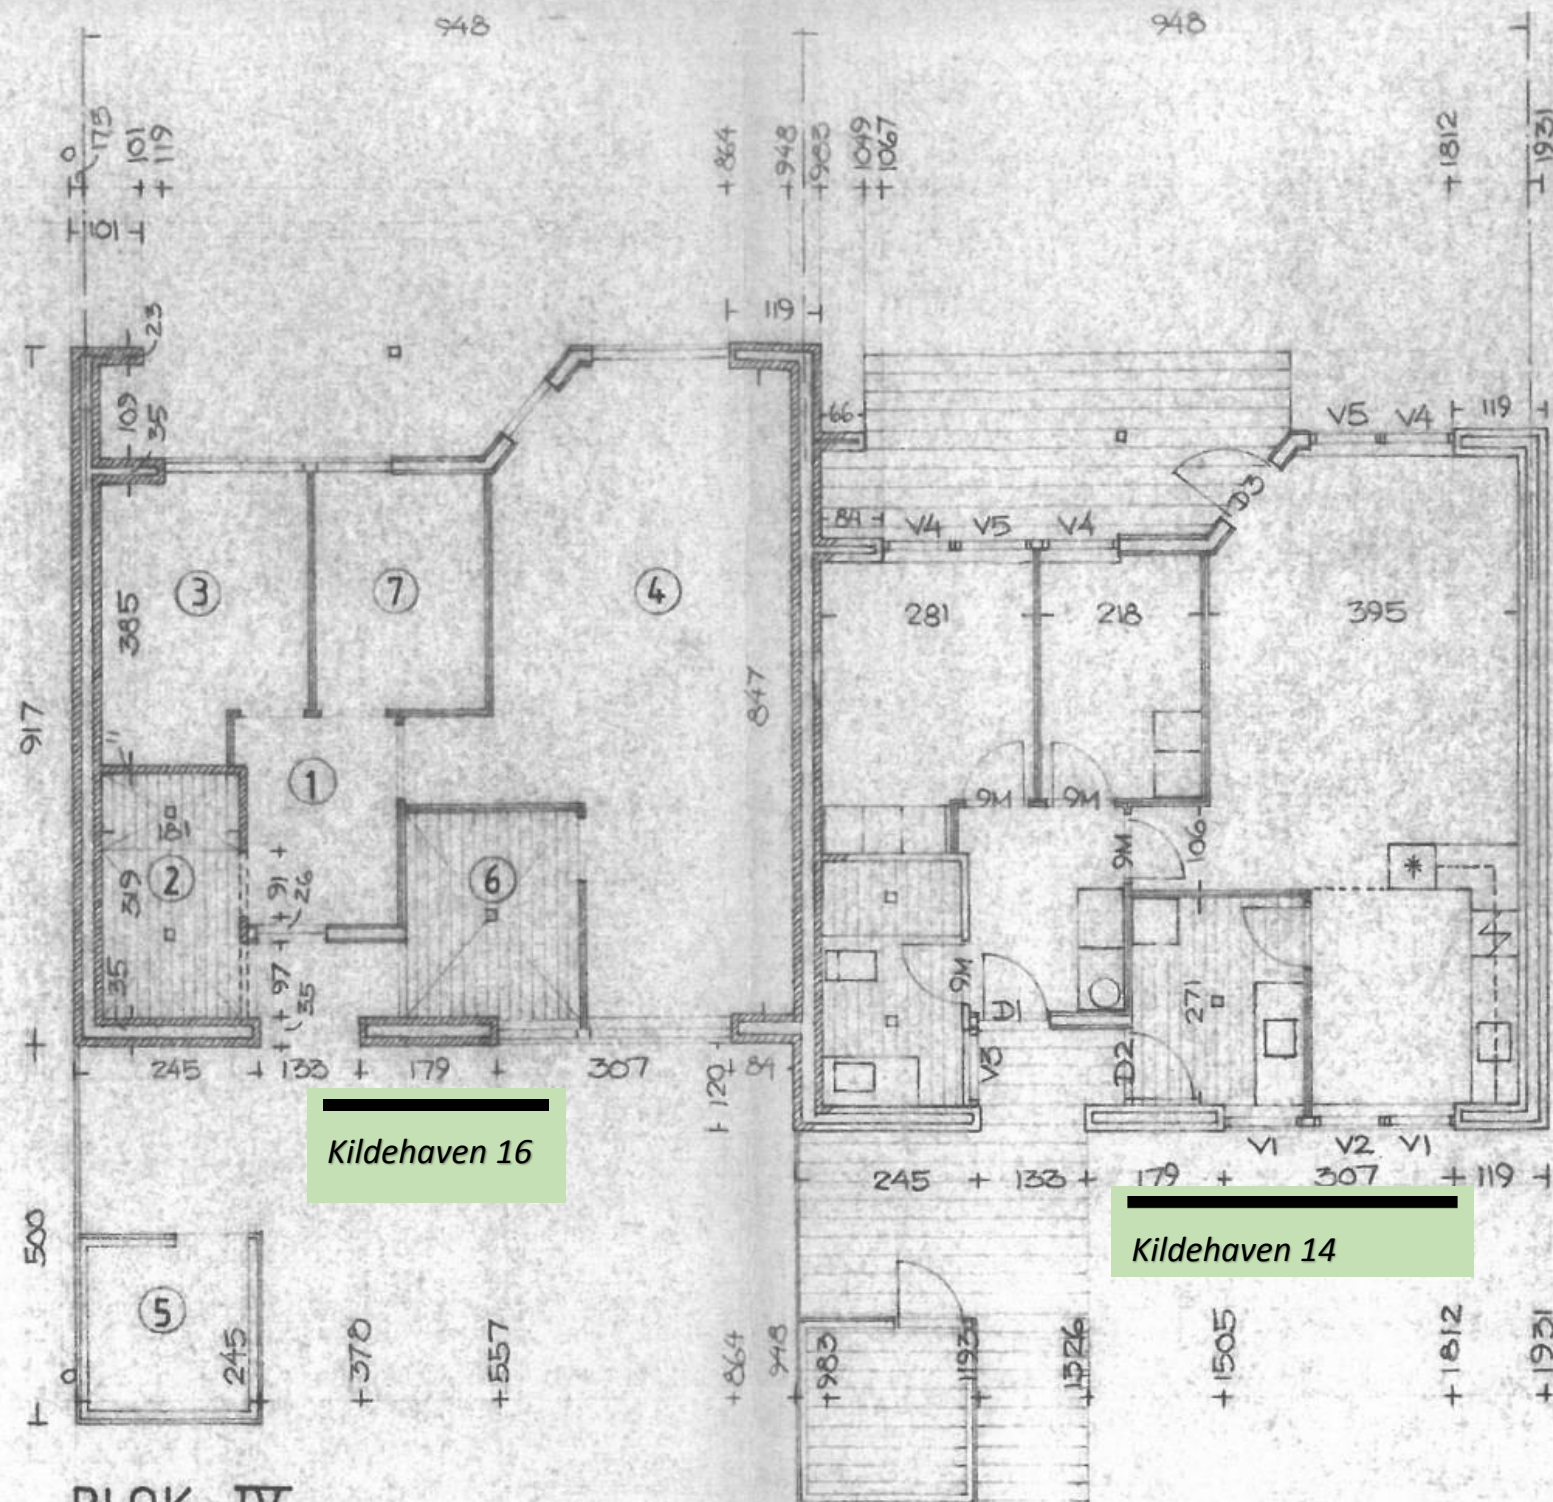 948 948
0 173 +101 +119 +864 +948 +983 +1049 +1067 +1812 +1931
101
23 119
109 35 66 V5 V4 119
84 V4 V5 V4 D3
3 7 4 281 218 395
385
917 847
11
1 9M 9M
2 6 9M 106
319 91 26
35 97 35 9M 271
V3 D2
245 133 179 307 120 84
V1 V2 V1
Kildehaven 16
245 133 179 307 119
500
Kildehaven 14
5
0 245 +378 +557 +864 948 +983 1193 1326 +1505 +1812 +1931
BLOK IV